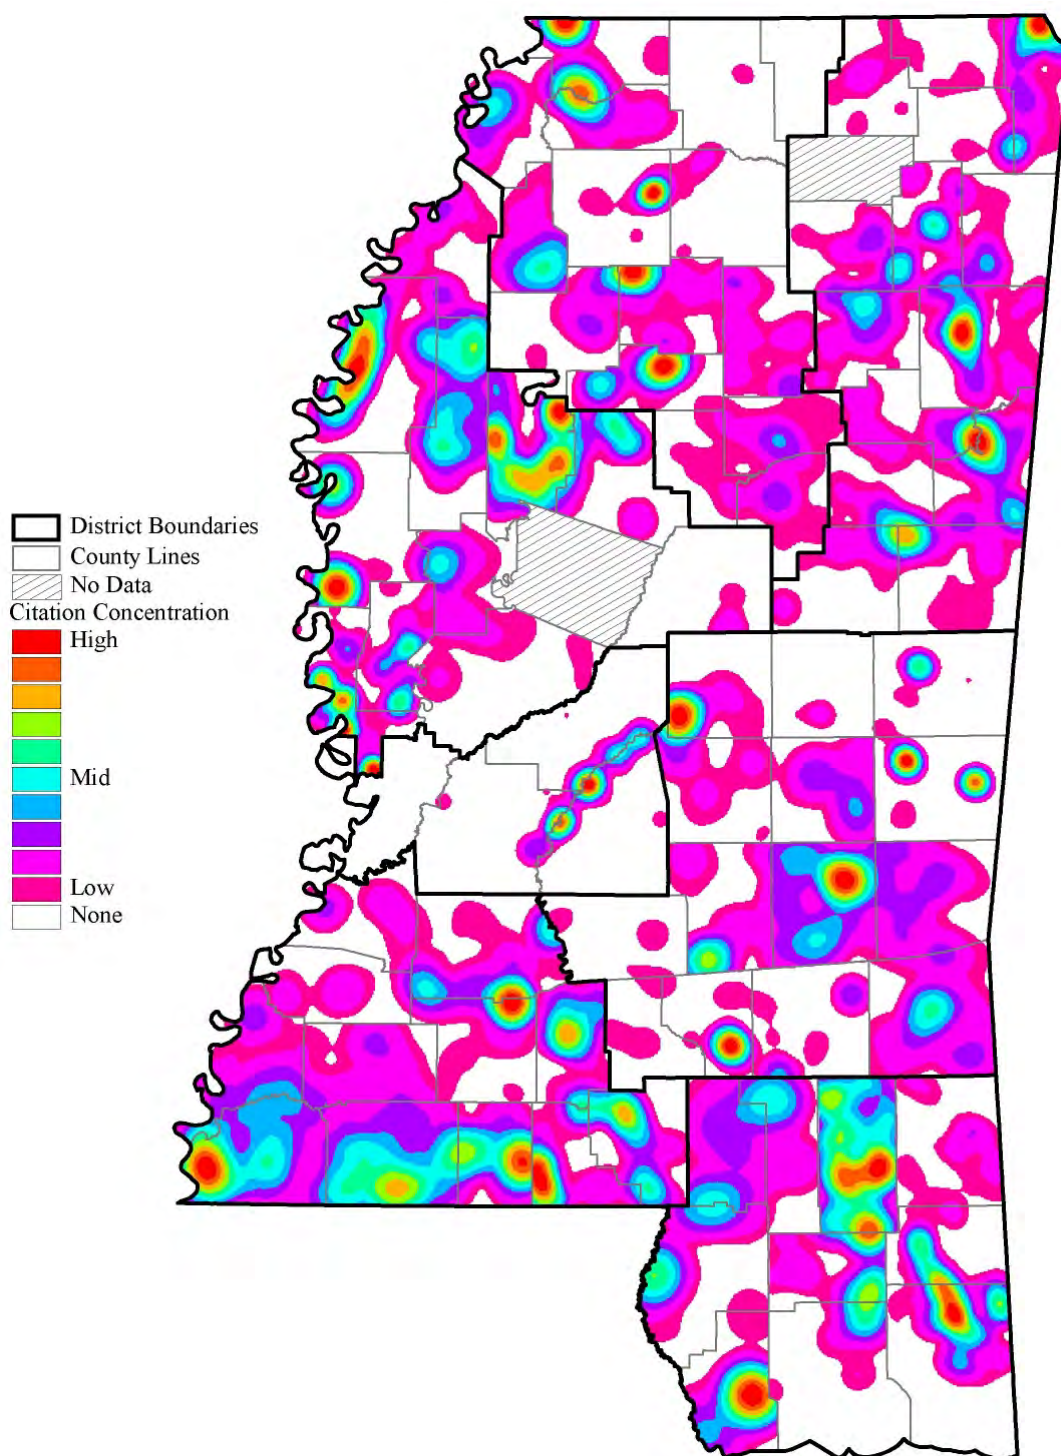 District Boundaries
County Lines
No Data
Citation Concentration
High
Mid
Low
None